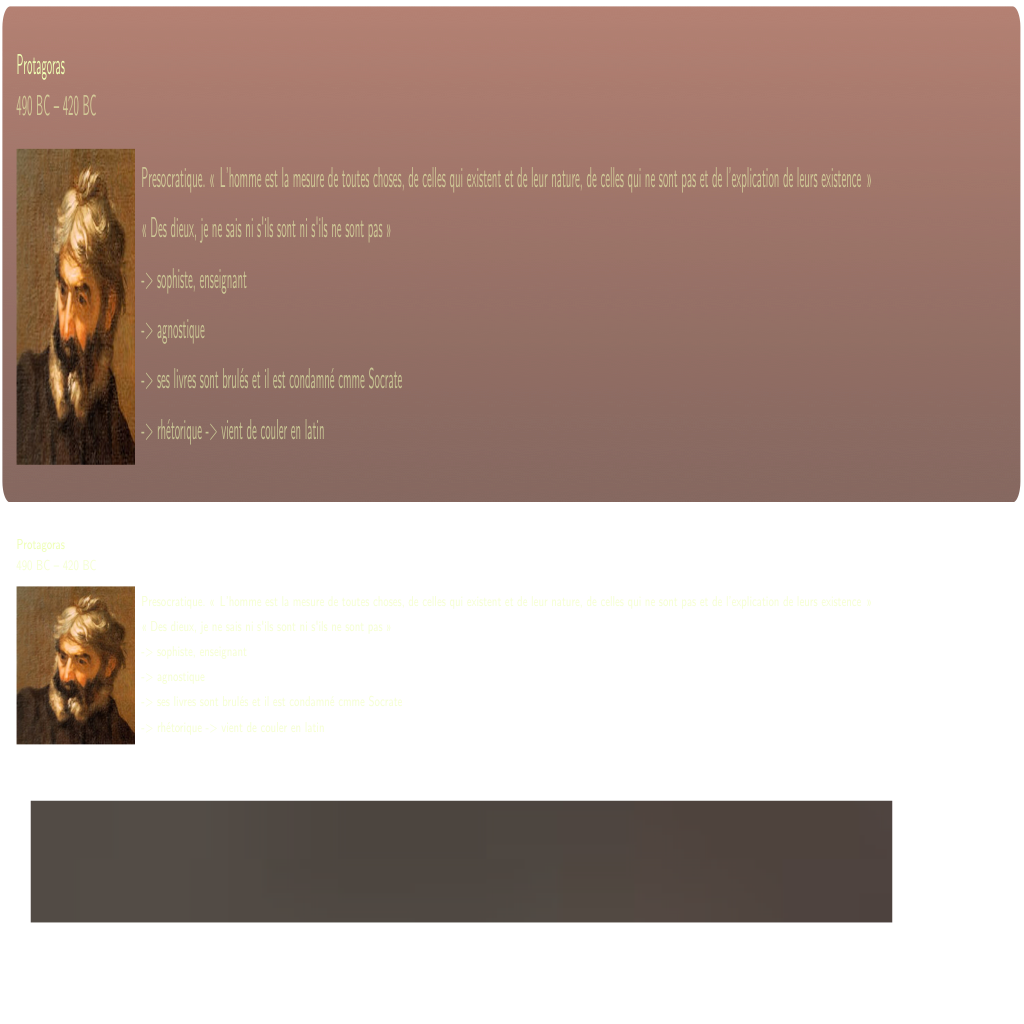 Protagoras
490 BC – 420 BC
Presocratique. « L'homme est la mesure de toutes choses, de celles qui existent et de leur nature, de celles qui ne sont pas et de l'explication de leurs existence »
« Des dieux, je ne sais ni s'ils sont ni s'ils ne sont pas »
-> sophiste, enseignant
-> agnostique
-> ses livres sont brulés et il est condamné cmme Socrate
-> rhétorique -> vient de couler en latin
Protagoras
490 BC – 420 BC
Presocratique. « L'homme est la mesure de toutes choses, de celles qui existent et de leur nature, de celles qui ne sont pas et de l'explication de leurs existence »
« Des dieux, je ne sais ni s'ils sont ni s'ils ne sont pas »
-> sophiste, enseignant
-> agnostique
-> ses livres sont brulés et il est condamné cmme Socrate
-> rhétorique -> vient de couler en latin